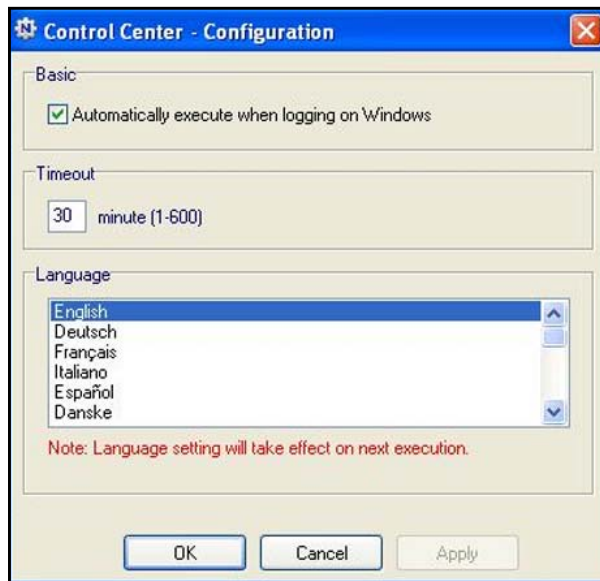 Control Center - Configuration
Basic
Automatically execute when logging on Windows
Timeout
30 minute (1-600)
Language
English
Deutsch
Français
Italiano
Español
Danske
Note: Language setting will take effect on next execution.
OK Cancel Apply